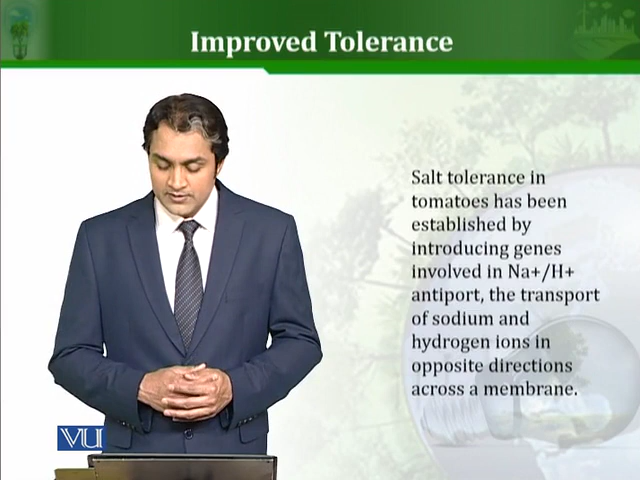 Improved Tolerance
Salt tolerance in
tomatoes has been
established by
introducing genes
involved in Na+/H+
antiport, the transport
of sodium and
hydrogen ions in
opposite directions
across a membrane.
VU